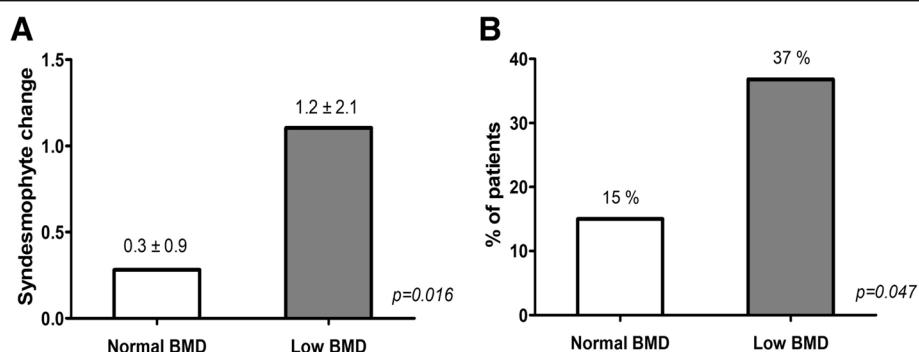 A
Syndesmophyte change
1.5
1.0
0.5
0.0
0.3 ± 0.9
1.2 ± 2.1
p=0.016
Normal BMD
Low BMD
B
% of patients
40
30
20
10
0
15 %
37 %
p=0.047
Normal BMD
Low BMD